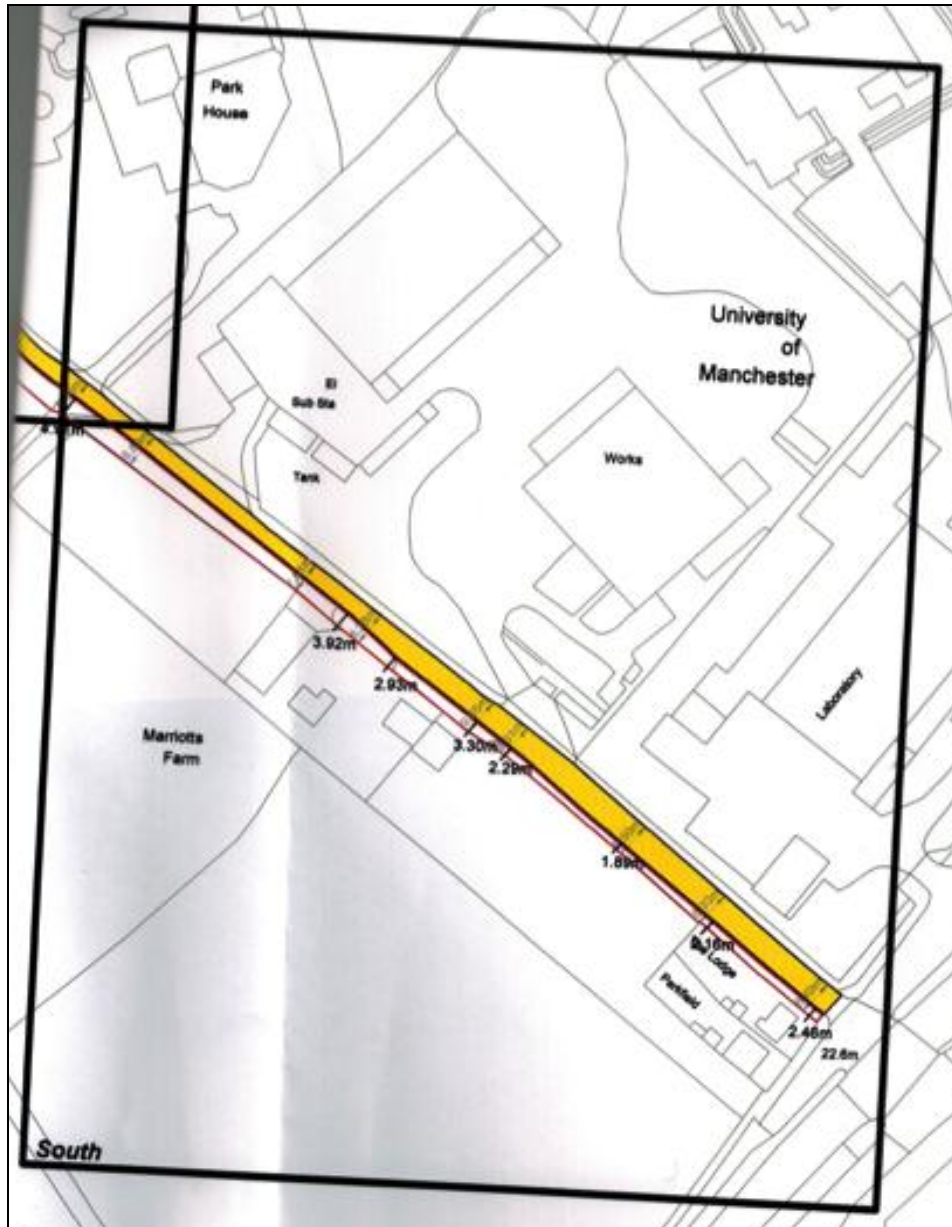 Park
House
University
of
Manchester
El
Sub Sta
Works
Tank
3.92m
2.93m
Laboratory
Marriotts
Farm
3.30m
2.29m
1.89m
Lodge
Parkfield
2.46m
22.6m
South